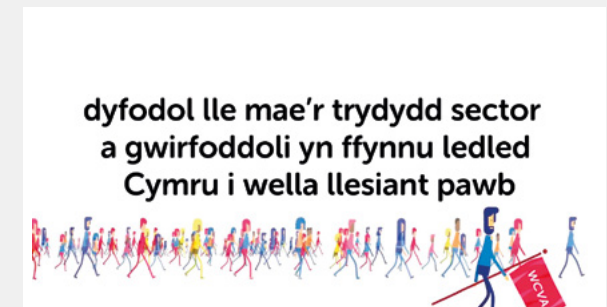 dyfodol lle mae'r trydydd sector
a gwirfoddoli yn ffynnu ledled
Cymru i wella llesiant pawb
WCVA